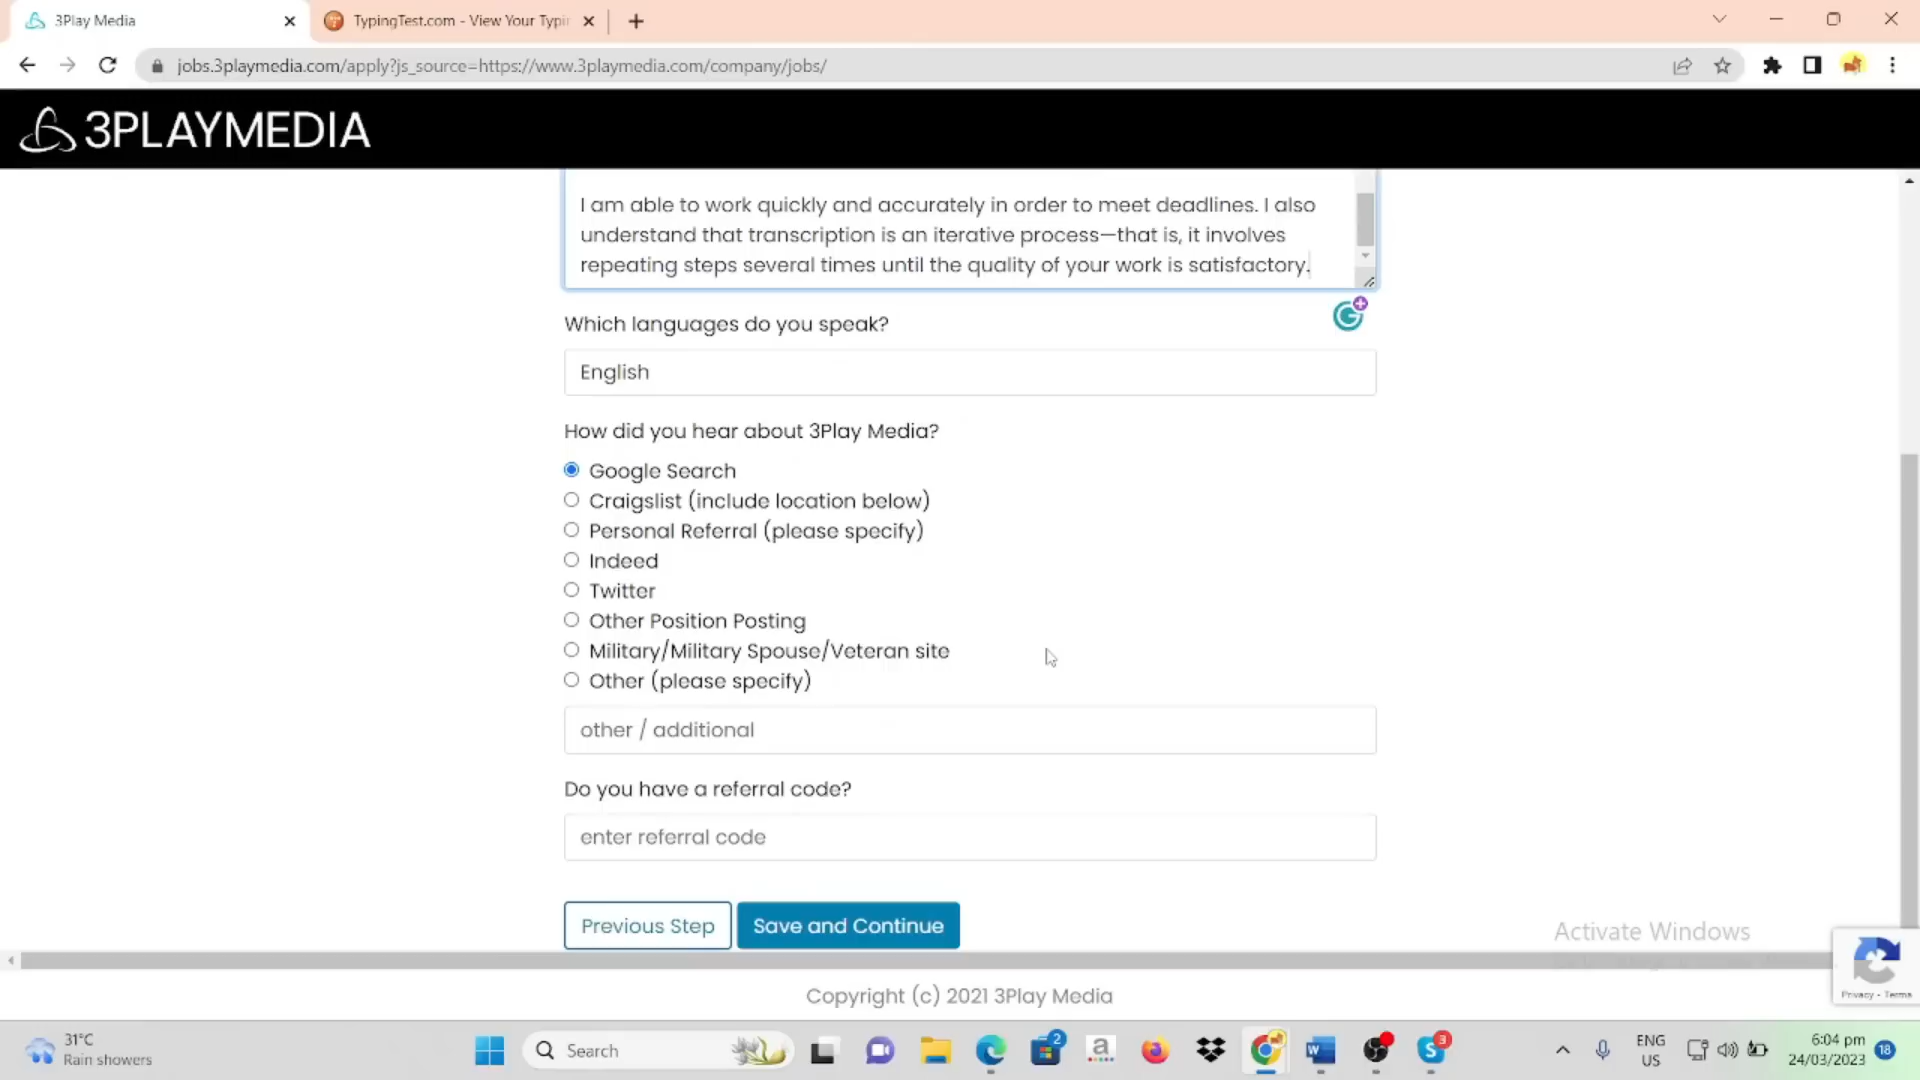 3Play Media
TypingTest.com - View Your Typi
jobs.3playmedia.com/apply?js_source=https://www.3playmedia.com/company/jobs/
3PLAYMEDIA
I am able to work quickly and accurately in order to meet deadlines. I also
understand that transcription is an iterative process—that is, it involves
repeating steps several times until the quality of your work is satisfactory.
Which languages do you speak?
English
How did you hear about 3Play Media?
Google Search
Craigslist (include location below)
Personal Referral (please specify)
Indeed
Twitter
Other Position Posting
Military/Military Spouse/Veteran site
Other (please specify)
other / additional
Do you have a referral code?
enter referral code
Previous Step
Save and Continue
Activate Windows
Privacy - Terms
Copyright (c) 2021 3Play Media
31°C
Rain showers
Search
2
a
W
S
3
ENG
US
6:04 pm
24/03/2023
18